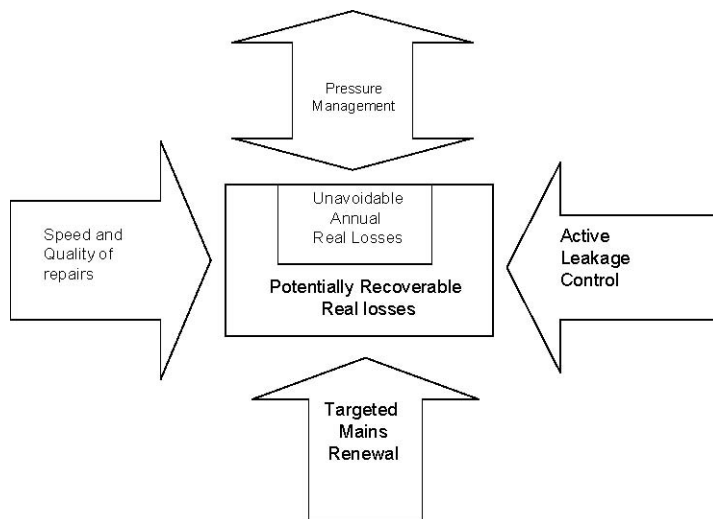 Pressure
Management
Unavoidable
Annual
Real Losses
Speed and
Quality of
repairs
Active
Leakage
Control
Potentially Recoverable
Real losses
Targeted
Mains
Renewal